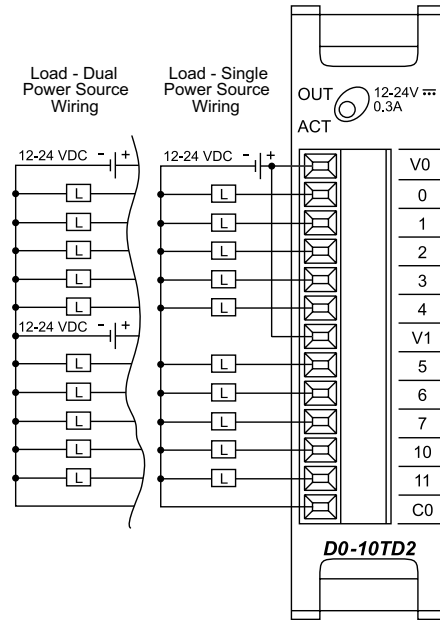 Load - Dual
Power Source
Wiring
Load - Single
Power Source
Wiring
OUT
12-24V ⎓
0.3A
ACT
12-24 VDC - +
12-24 VDC - +
V0
L
L
0
L
L
1
L
L
2
L
L
3
L
L
4
12-24 VDC - +
V1
L
L
5
L
L
6
L
L
7
L
L
10
L
L
11
C0
D0-10TD2